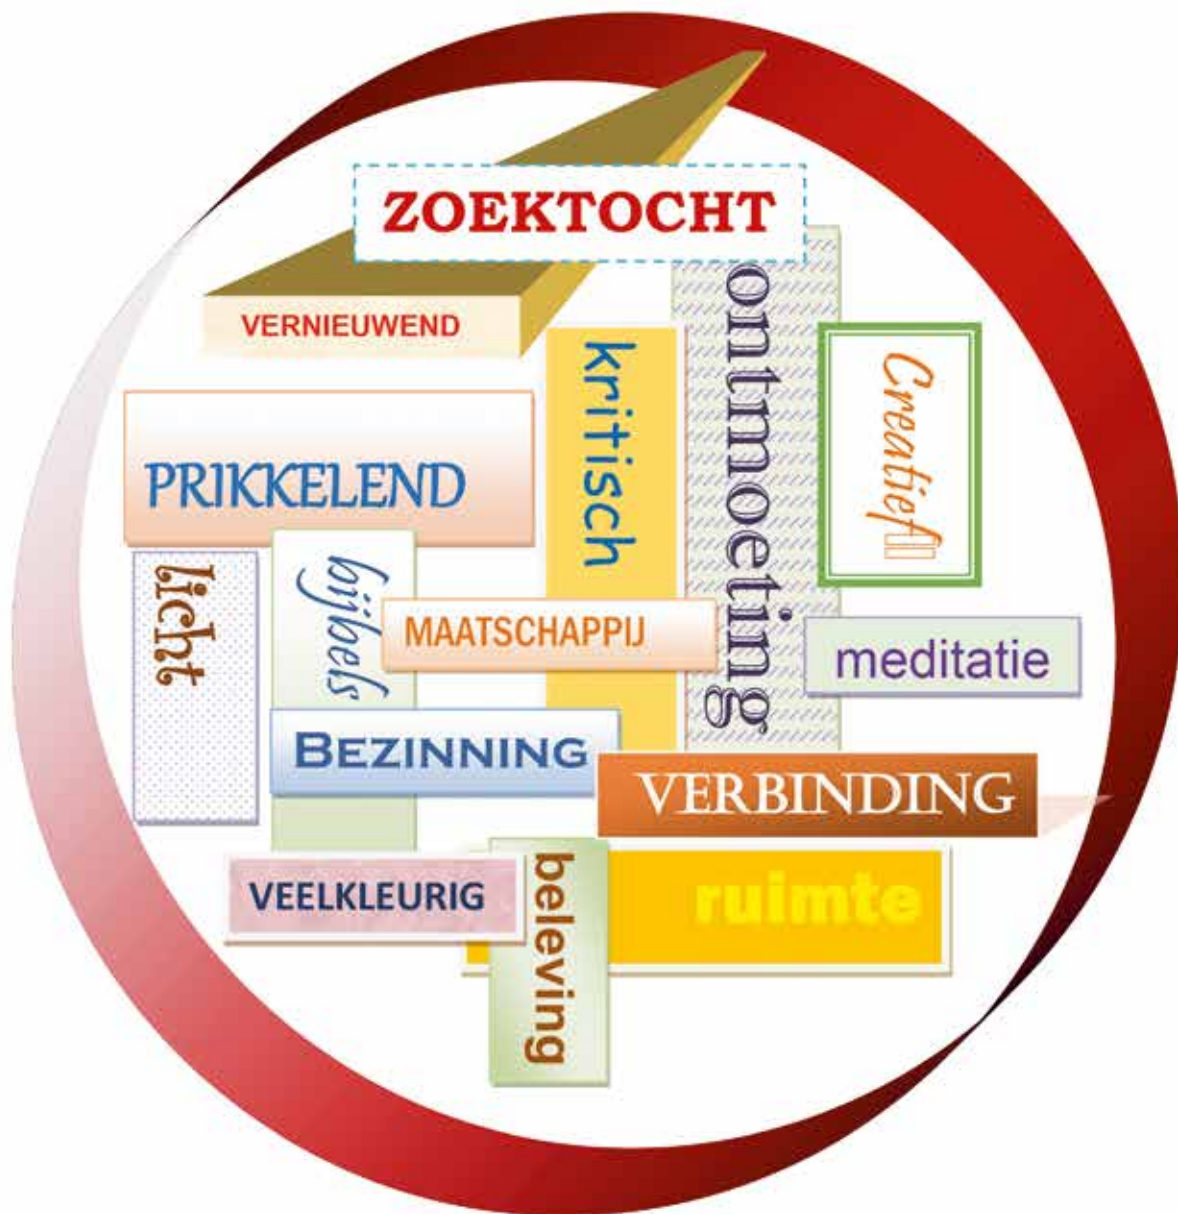 ZOEKTOCHT
VERNIEUWEND
kritisch
ontmoeting
Creatief
PRIKKELEND
licht
bijbels
MAATSCHAPPIJ
meditatie
BEZINNING
VERBINDING
VEELKLEURIG
beleving
ruimte